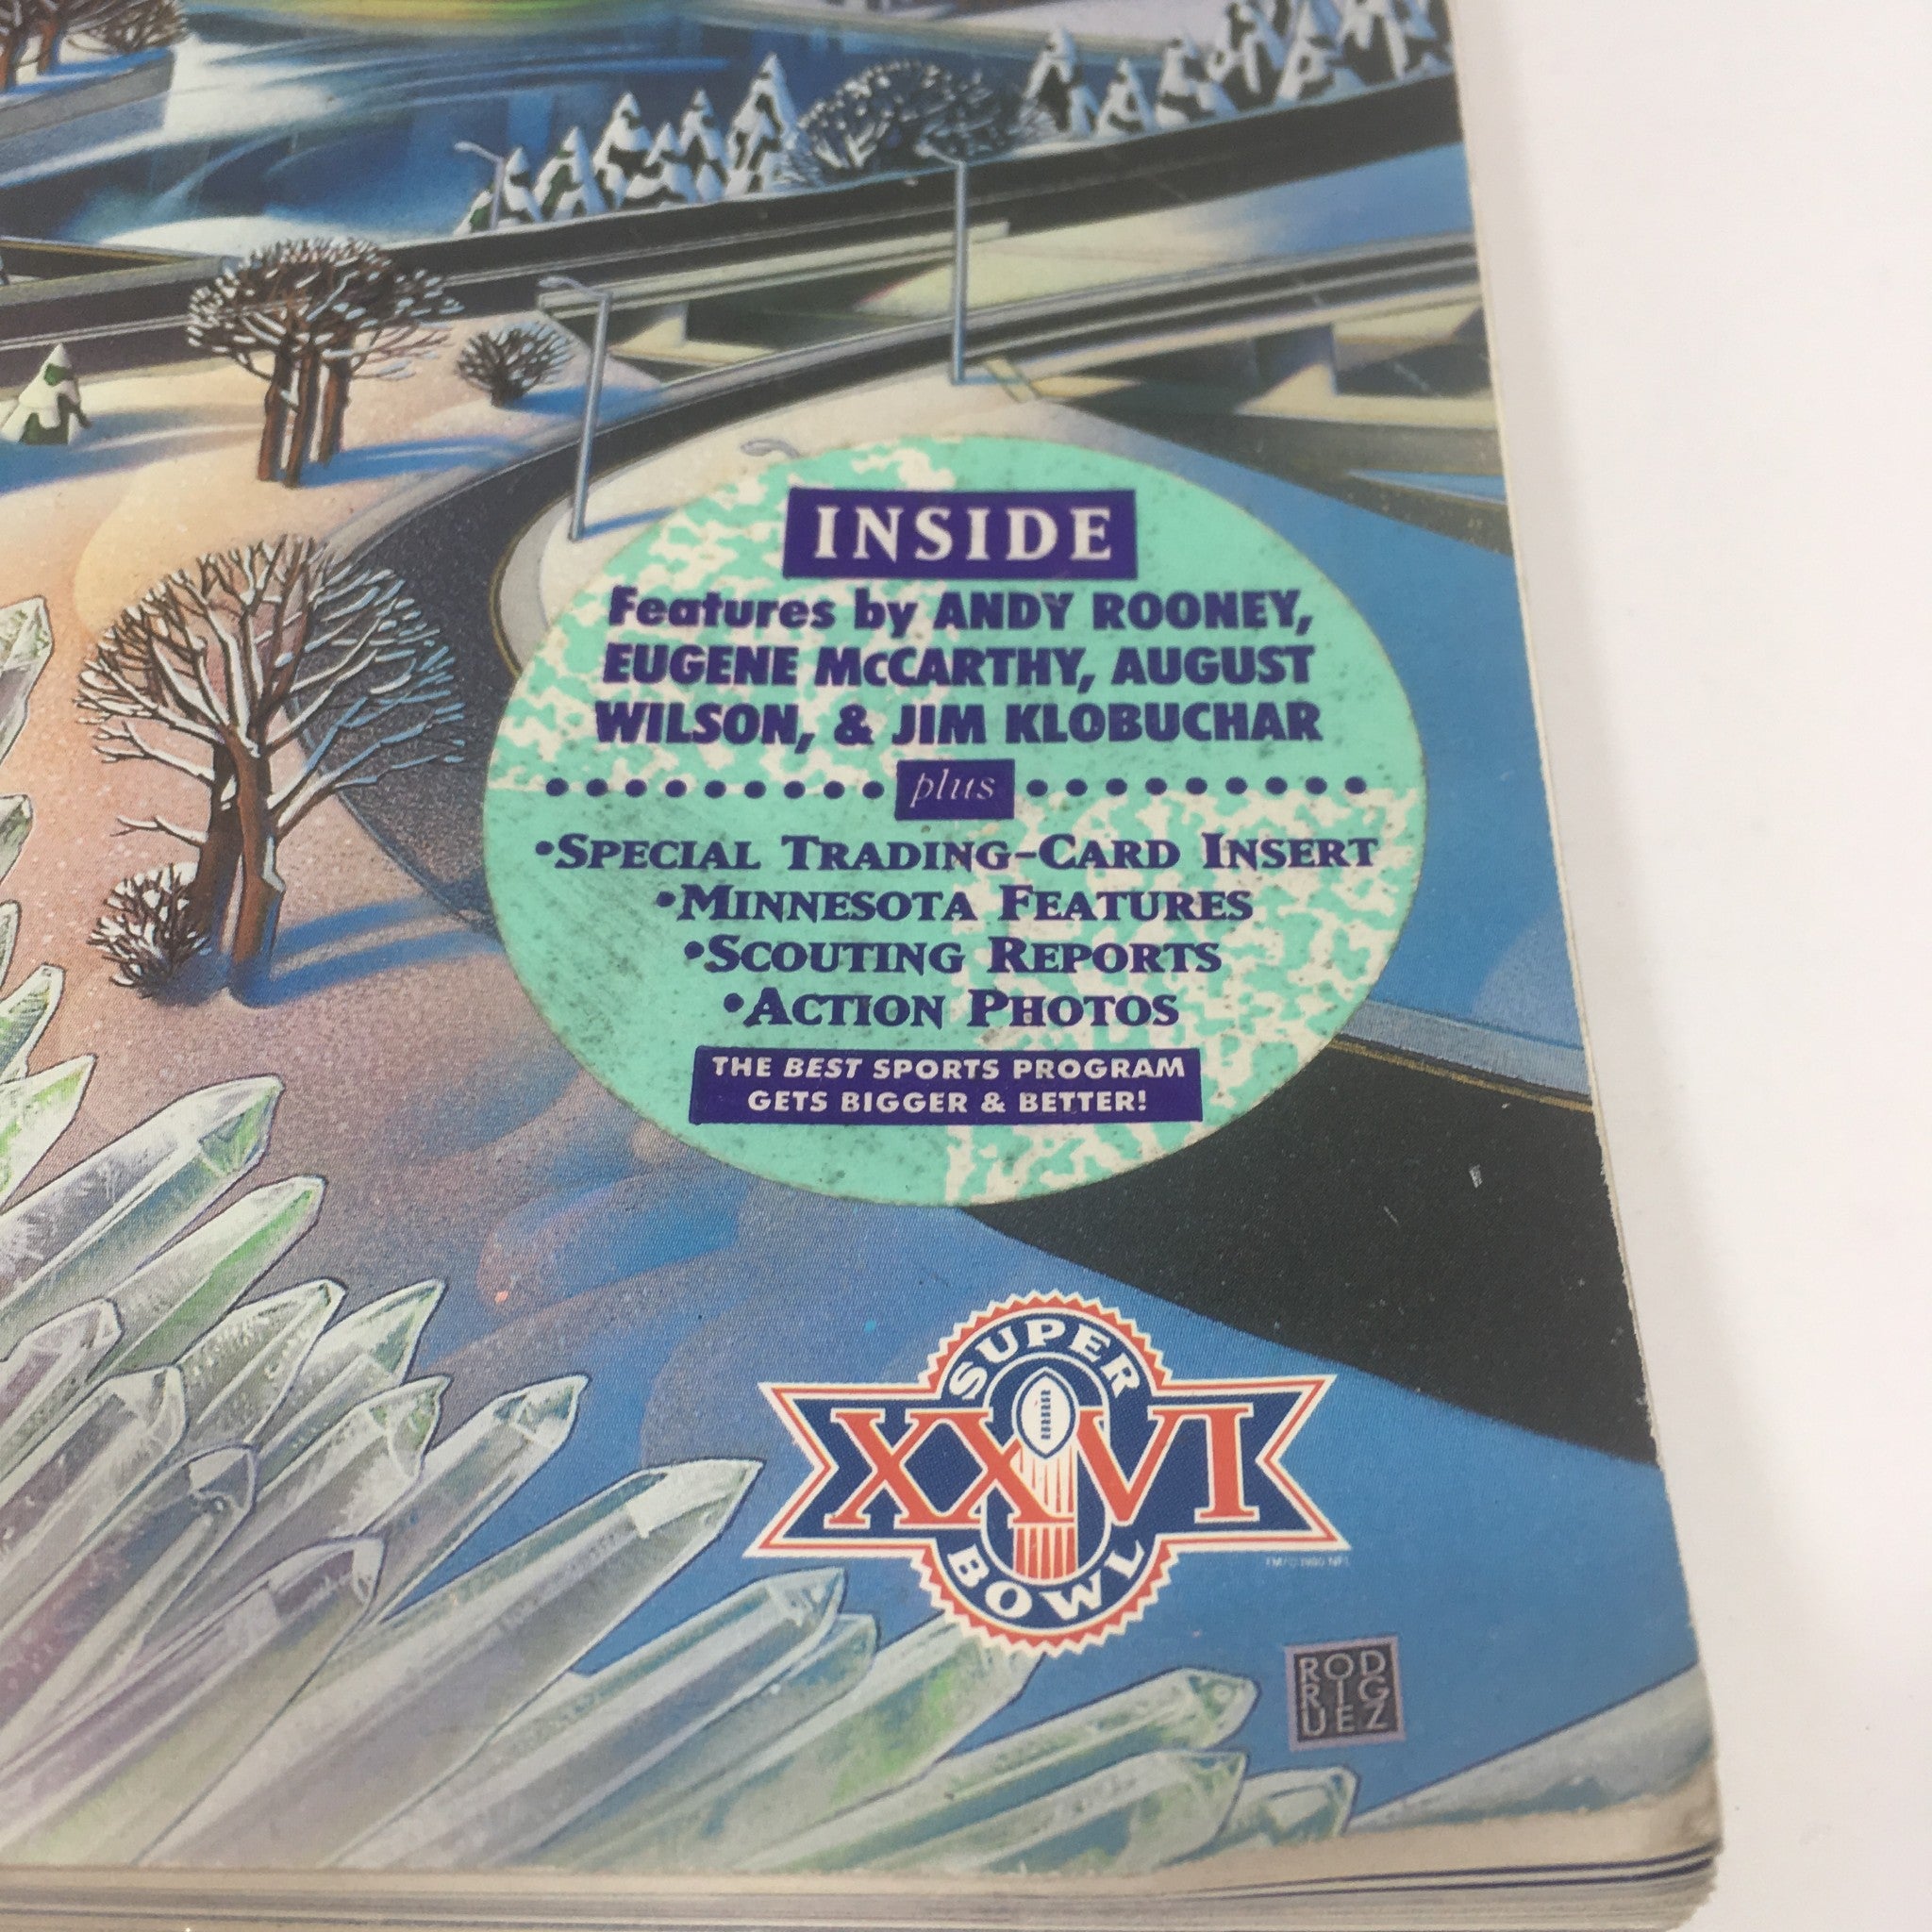 INSIDE
Features by ANDY ROONEY,
EUGENE McCARTHY, AUGUST
WILSON, & JIM KLOBUCHAR
plus
•SPECIAL TRADING-CARD INSERT
•MINNESOTA FEATURES
•SCOUTING REPORTS
•ACTION PHOTOS
THE BEST SPORTS PROGRAM
GETS BIGGER & BETTER!
SUPER
XXVI
BOWL
ROD
RIG
UEZ